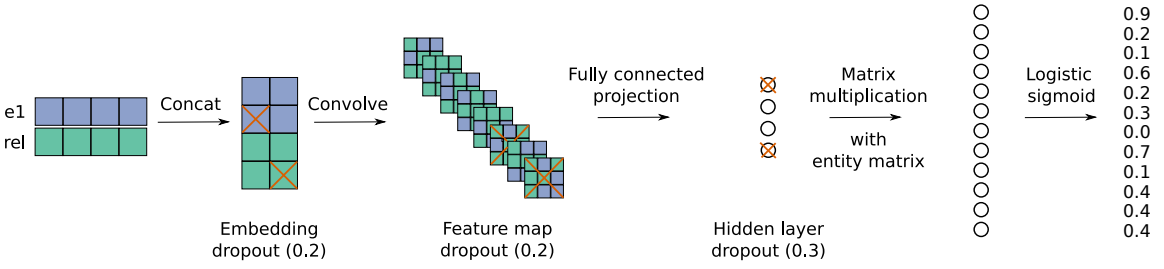 e1
rel
Concat
Embedding
dropout (0.2)
Convolve
Feature map
dropout (0.2)
Fully connected
projection
Hidden layer
dropout (0.3)
Matrix
multiplication
with
entity matrix
Logistic
sigmoid
0.9
0.2
0.1
0.6
0.2
0.3
0.0
0.7
0.1
0.4
0.4
0.4